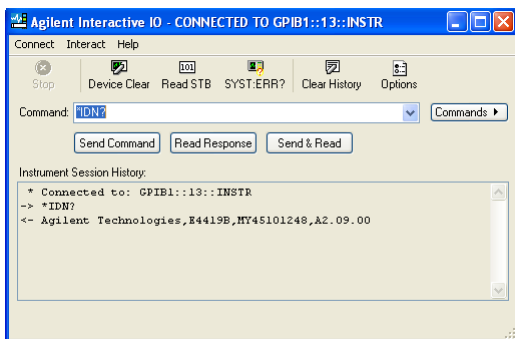 Agilent Interactive IO - CONNECTED TO GPIB1::13::INSTR
Connect Interact Help
101
Stop Device Clear Read STB SYST:ERR? Clear History Options
Command: *IDN? Commands
Send Command Read Response Send & Read
Instrument Session History:
* Connected to: GPIB1::13::INSTR
-> *IDN?
<- Agilent Technologies,E4419B,MY45101248,A2.09.00